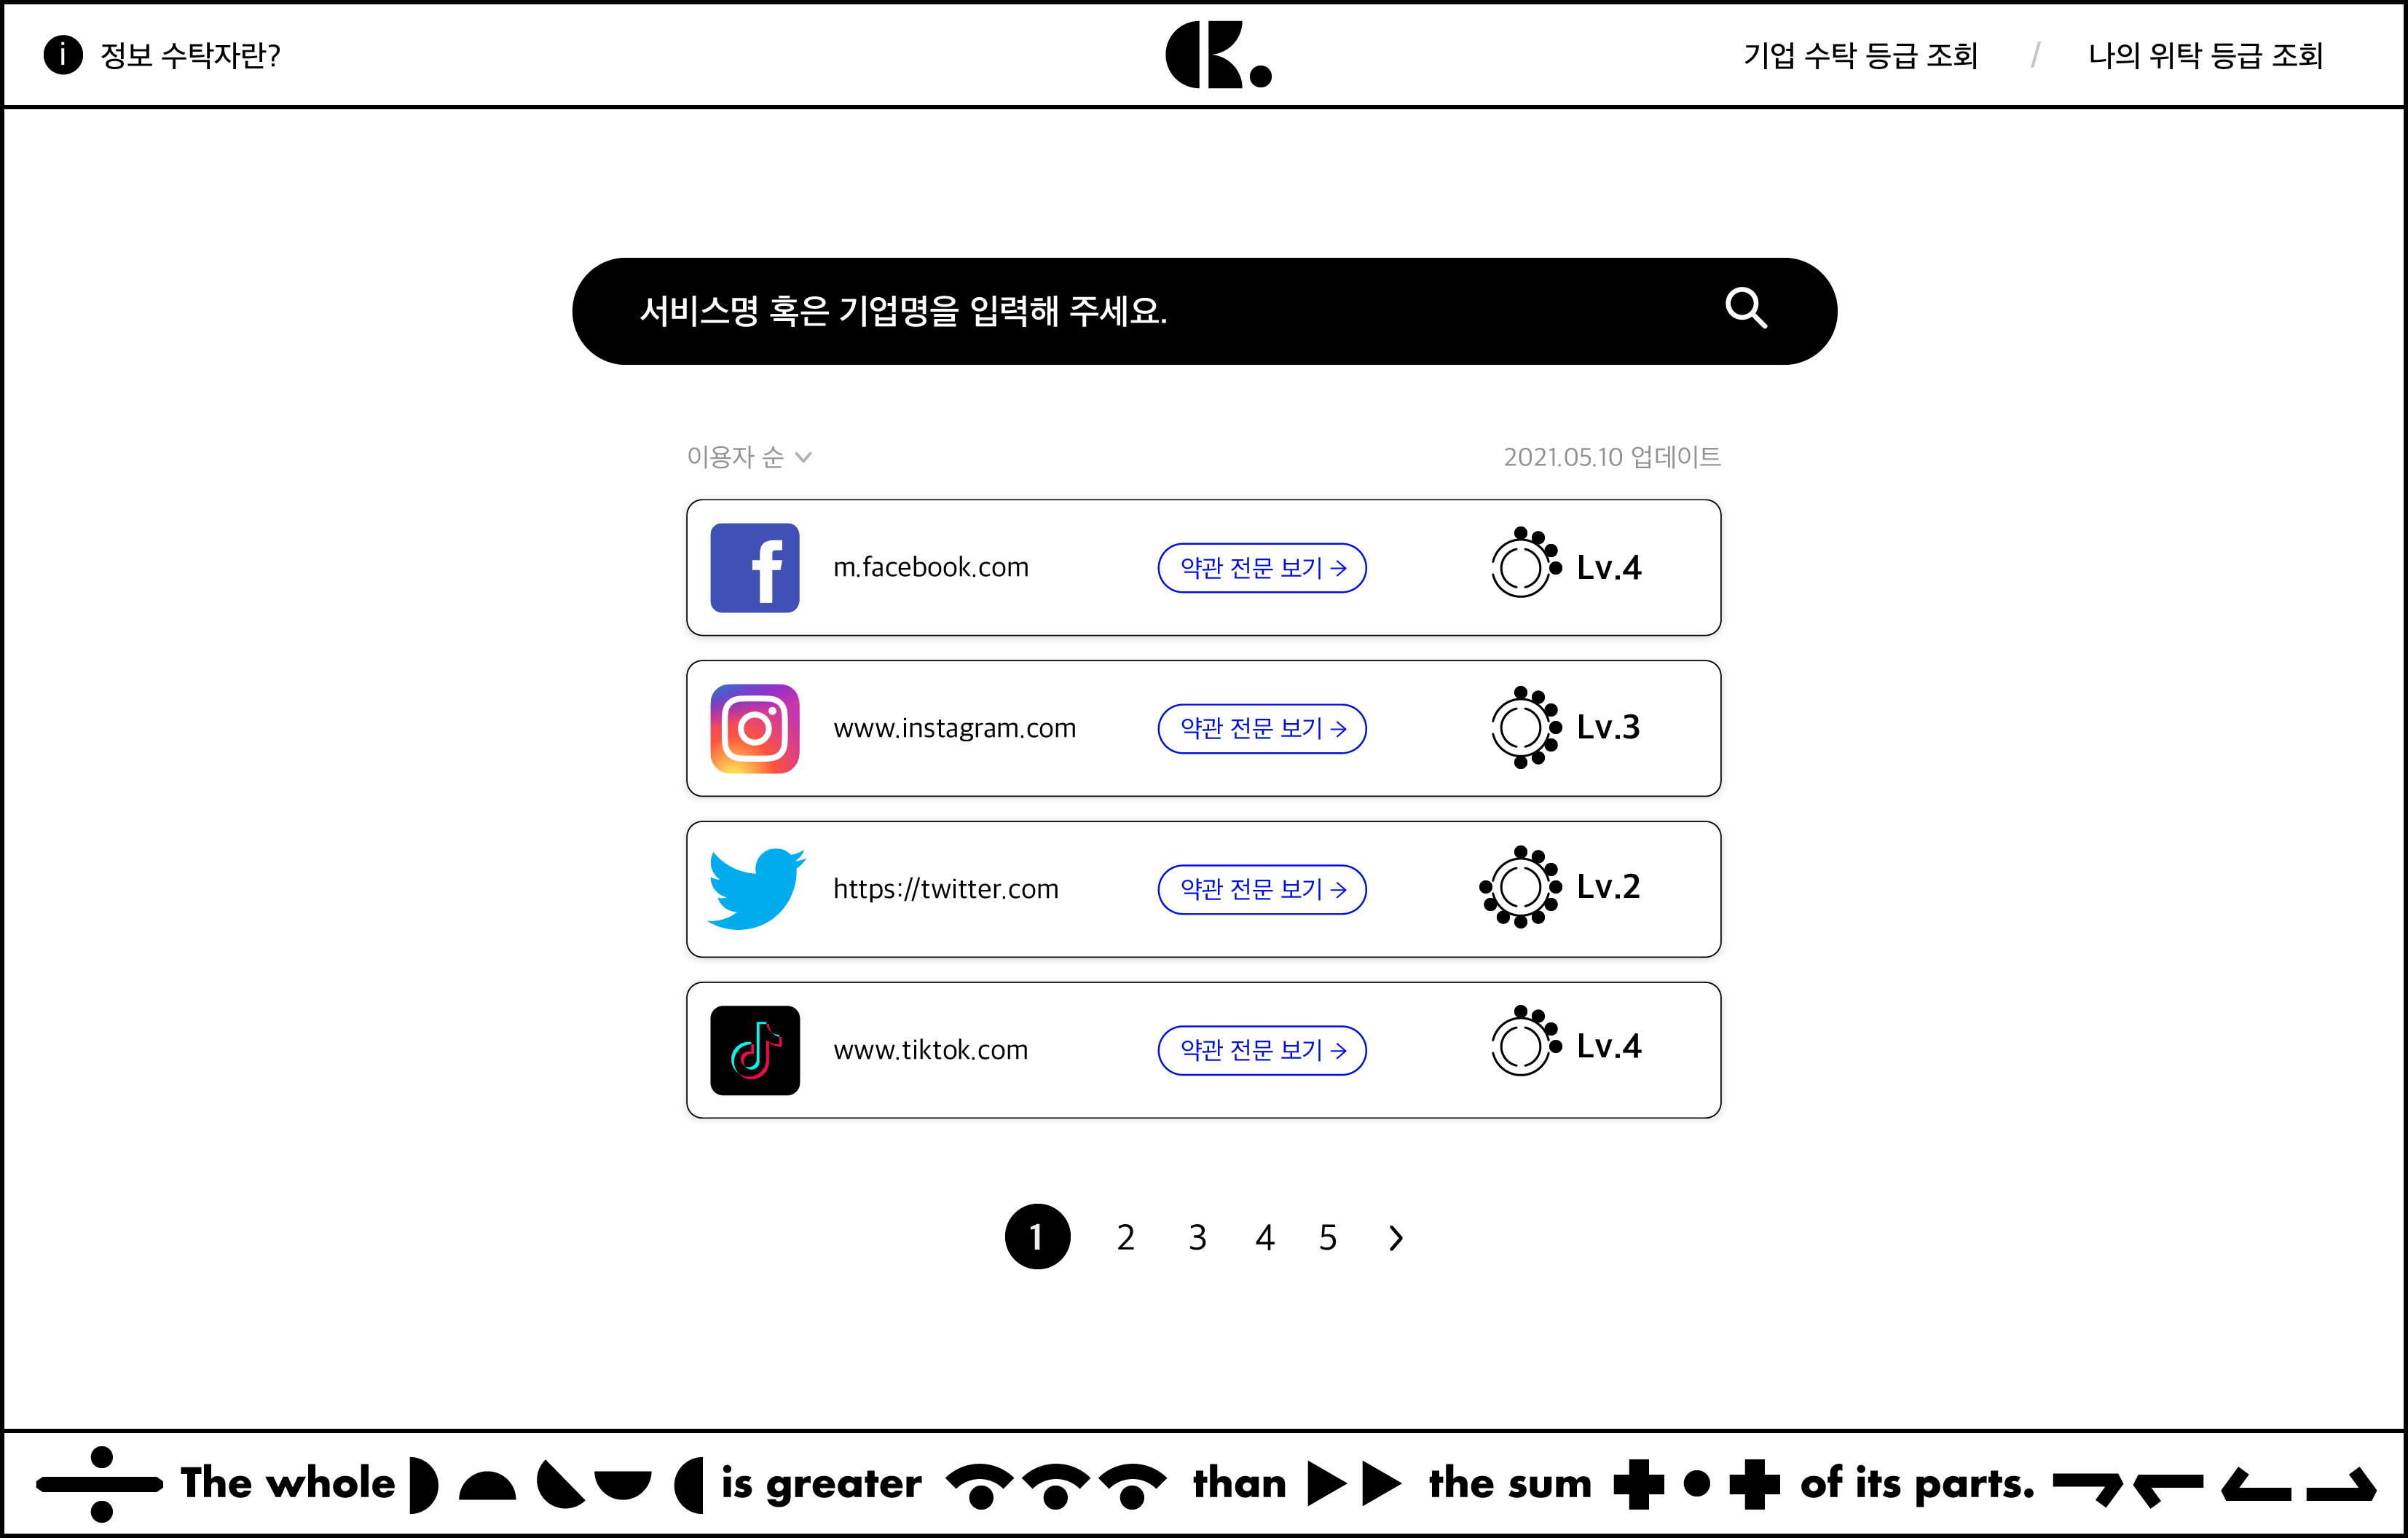 i 정보 수탁자란?
K.
기업 수탁 등급 조회 / 나의 위탁 등급 조회
서비스명 혹은 기업명을 입력해 주세요.
이용자 순
2021.05.10 업데이트
m.facebook.com 약관 전문 보기 → Lv.4
www.instagram.com 약관 전문 보기 → Lv.3
https://twitter.com 약관 전문 보기 → Lv.2
www.tiktok.com 약관 전문 보기 → Lv.4
1 2 3 4 5 >
The whole is greater than the sum of its parts.